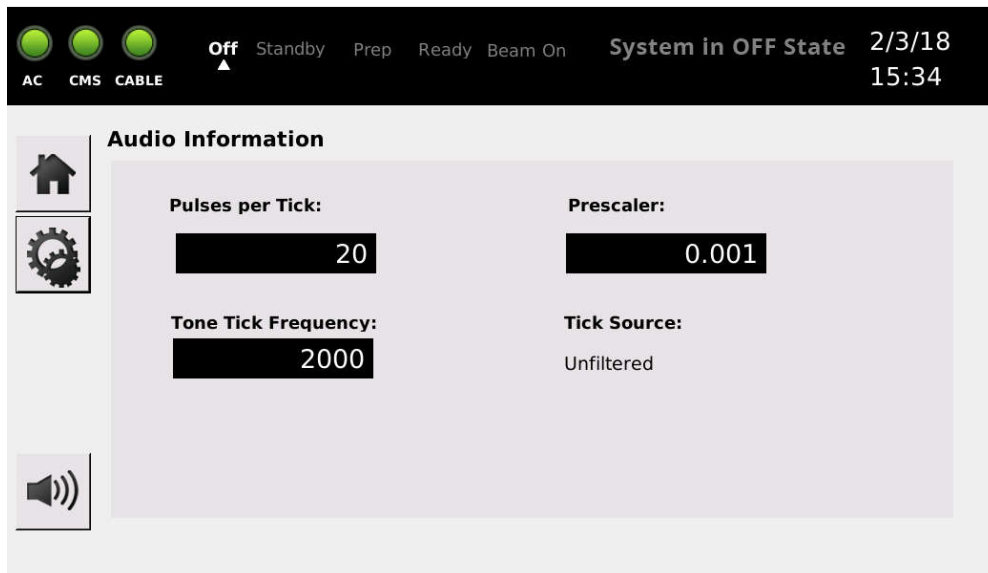 Off Standby Prep Ready Beam On System in OFF State 2/3/18
AC CMS CABLE 15:34
Audio Information
Pulses per Tick: Prescaler:
20 0.001
Tone Tick Frequency: Tick Source:
2000 Unfiltered